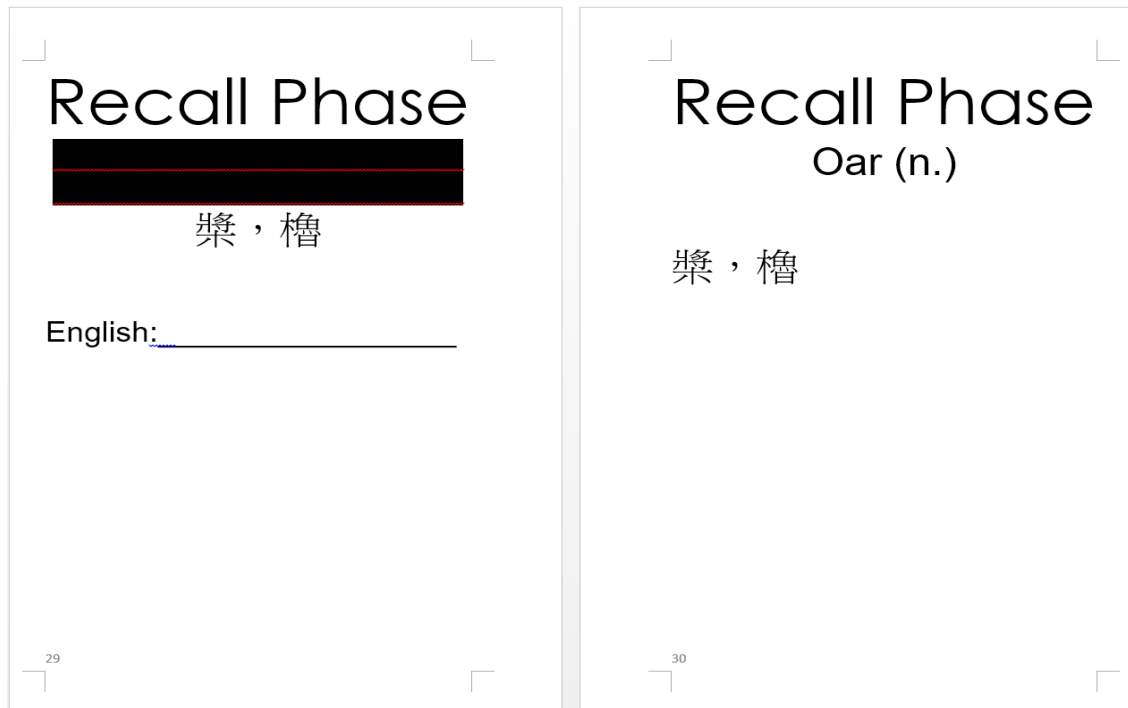 Recall Phase
槳，櫓
English:
29
Recall Phase
Oar (n.)
槳，櫓
30